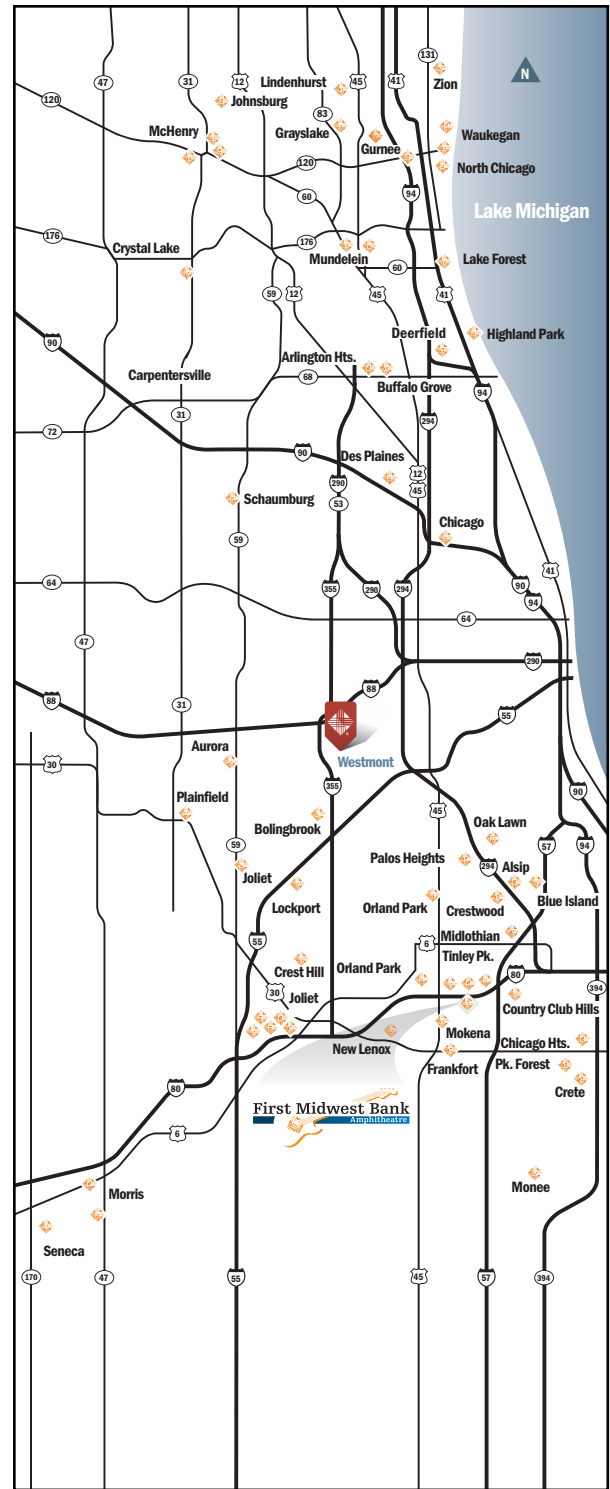 131
47
31
12
Lindenhurst
45
41
Zion
N
120
Johnsburg
83
McHenry
Grayslake
Gurnee
Waukegan
120
North Chicago
60
94
Lake Michigan
176
Crystal Lake
176
Mundelein
60
Lake Forest
59
12
45
41
90
Deerfield
Highland Park
Arlington Hts.
Carpentersville
68
Buffalo Grove
94
31
294
72
90
Des Plaines
12
290
45
Schaumburg
53
59
Chicago
41
64
355
290
294
90
94
64
47
290
88
88
31
55
Westmont
30
Aurora
355
90
Plainfield
Bolingbrook
45
Oak Lawn
59
57
94
Palos Heights
294
Joliet
Alsip
Lockport
Orland Park
Crestwood
Blue Island
55
6
Midlothian
Crest Hill
Orland Park
Tinley Pk.
80
30
394
Joliet
Country Club Hills
Mokena
New Lenox
Chicago Hts.
Frankfort
Pk. Forest
80
Crete
First Midwest Bank
Amphitheatre
6
Monee
Morris
Seneca
170
47
55
45
57
394